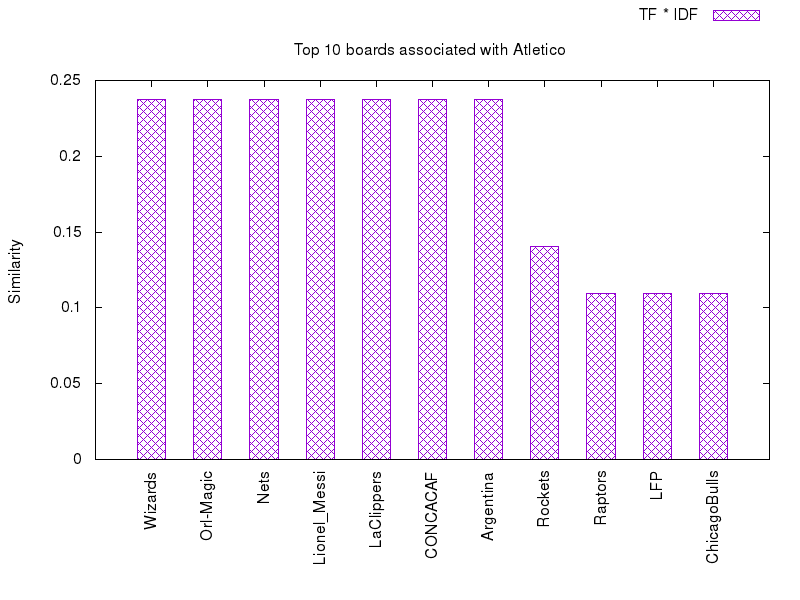 TF * IDF
Top 10 boards associated with Atletico
0.25
0.2
0.15
0.1
0.05
0
Similarity
Wizards
Orl-Magic
Nets
Lionel_Messi
LaClippers
CONCACAF
Argentina
Rockets
Raptors
LFP
ChicagoBulls